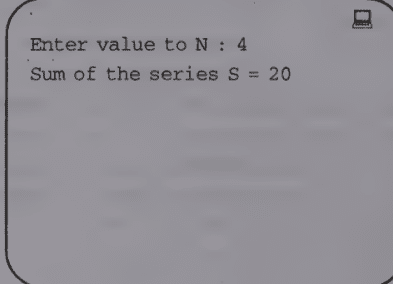 Enter value to N : 4
Sum of the series S = 20